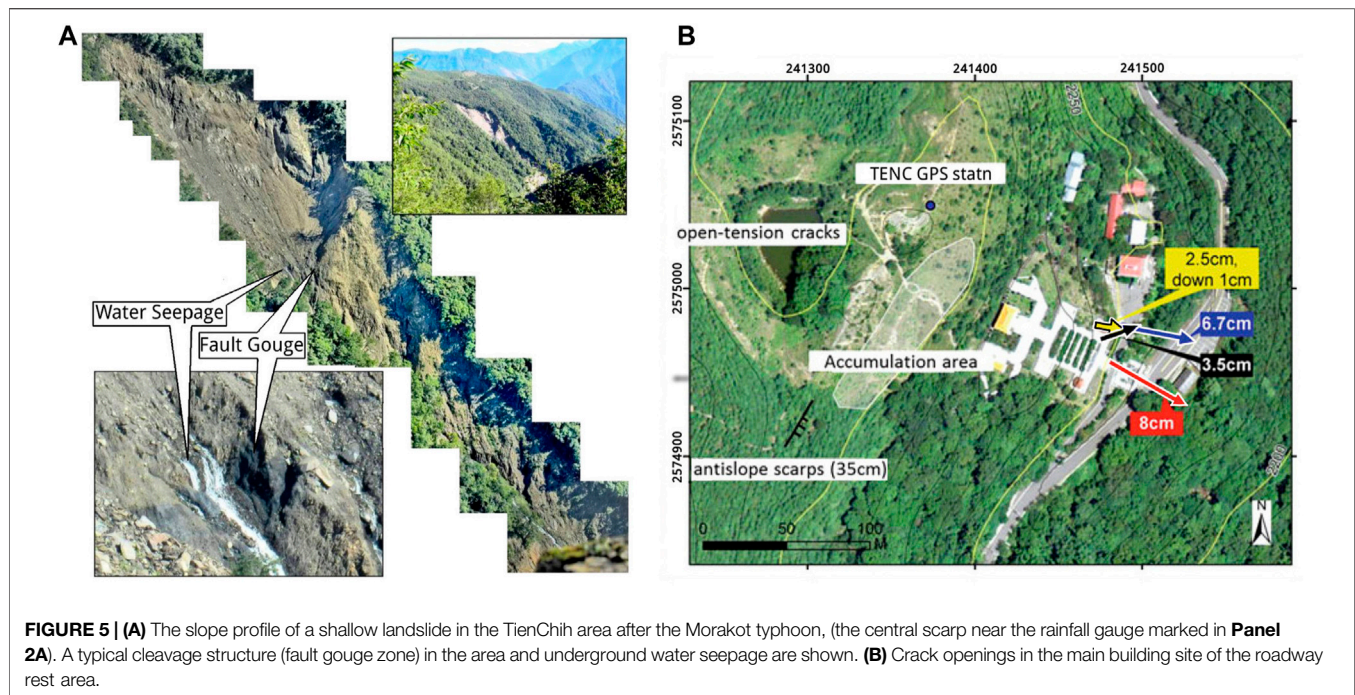 A
Water Seepage
Fault Gouge
B
241300
241400
241500
2575100
2575000
2574900
2250
2200
TENC GPS statn
open-tension cracks
2.5cm,
down 1cm
6.7cm
3.5cm
8cm
Accumulation area
antislope scarps (35cm)
0
50
100
M
N
FIGURE 5 | (A) The slope profile of a shallow landslide in the TienChih area after the Morakot typhoon, (the central scarp near the rainfall gauge marked in Panel
2A). A typical cleavage structure (fault gouge zone) in the area and underground water seepage are shown. (B) Crack openings in the main building site of the roadway
rest area.